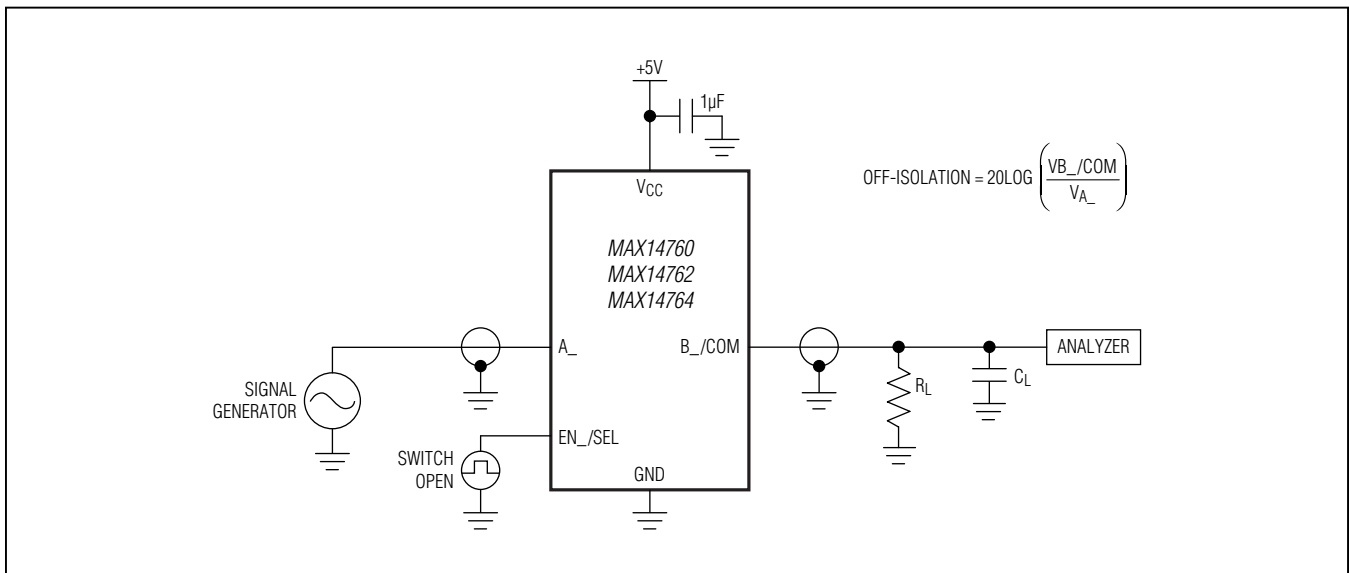 +5V
1µF
OFF-ISOLATION = 20LOG (VB_/COM / VA_)
VCC
MAX14760
MAX14762
MAX14764
A_
B_/COM
ANALYZER
SIGNAL
GENERATOR
RL
CL
EN_/SEL
SWITCH
OPEN
GND